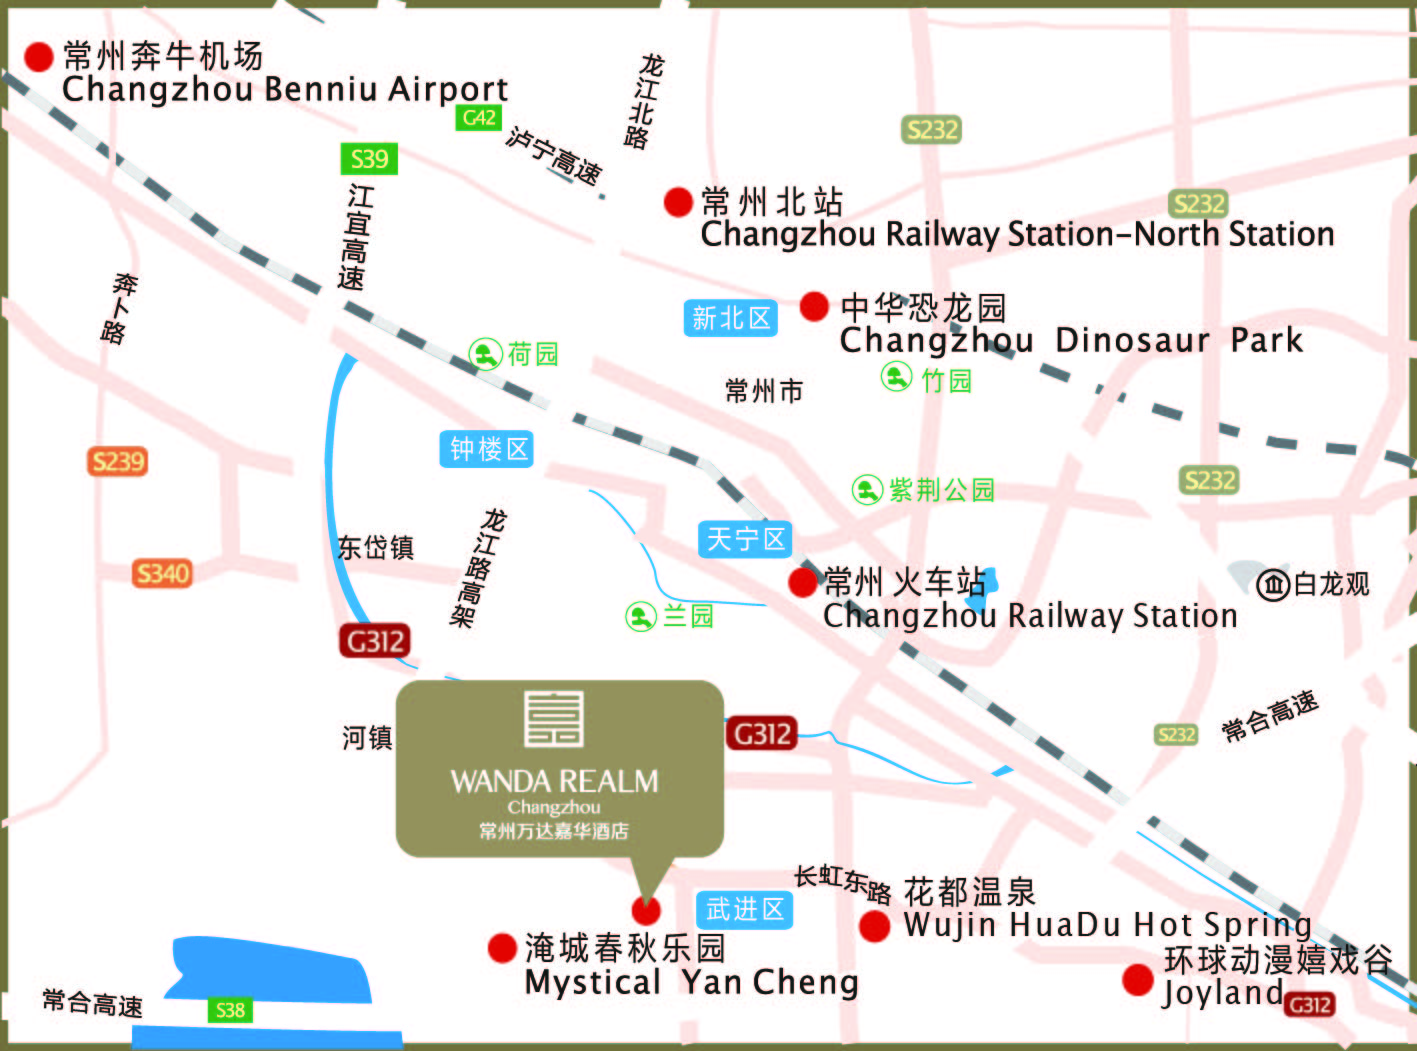 常州奔牛机场
Changzhou Benniu Airport
G42
龙江北路
泸宁高速
S232
S39
江宜高速
常州北站
Changzhou Railway Station-North Station
S232
奔卜路
新北区
中华恐龙园
Changzhou Dinosaur Park
荷园
竹园
常州市
钟楼区
S239
紫荆公园
S232
龙江路高架
天宁区
东岱镇
S340
常州 火车站
Changzhou Railway Station
白龙观
兰园
G312
常合高速
河镇
G312
S232
WANDA REALM
Changzhou
常州万达嘉华酒店
长虹东路
武进区
花都温泉
Wujin HuaDu Hot Spring
淹城春秋乐园
Mystical Yan Cheng
环球动漫嬉戏谷
Joyland
G312
常合高速
S38